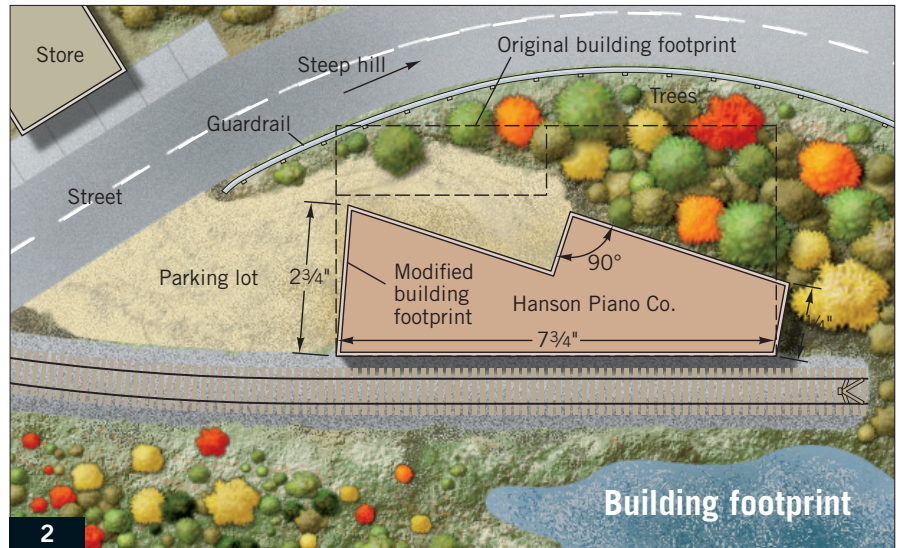 Store
Steep hill
Original building footprint
Trees
Guardrail
Street
Parking lot
2¾"
Modified
building
footprint
90°
Hanson Piano Co.
7¾"
Building footprint
2